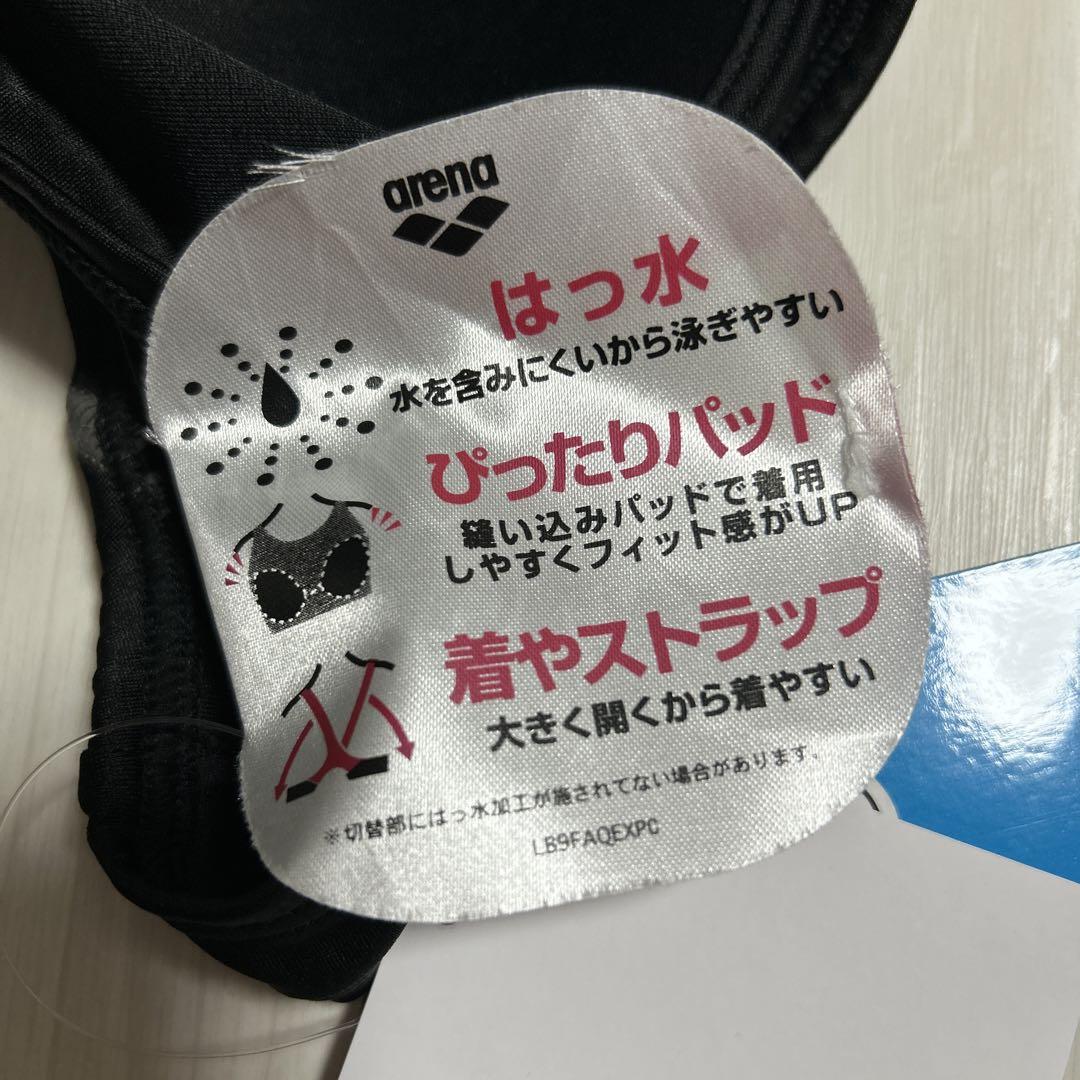 arena
はっ水
水を含みにくいから泳ぎやすい
ぴったりパッド
縫い込みパッドで着用
しやすくフィット感がUP
着やストラップ
大きく開くから着やすい
※切替部にはっ水加工が施されてない場合があります。
LB9FAQEXPC